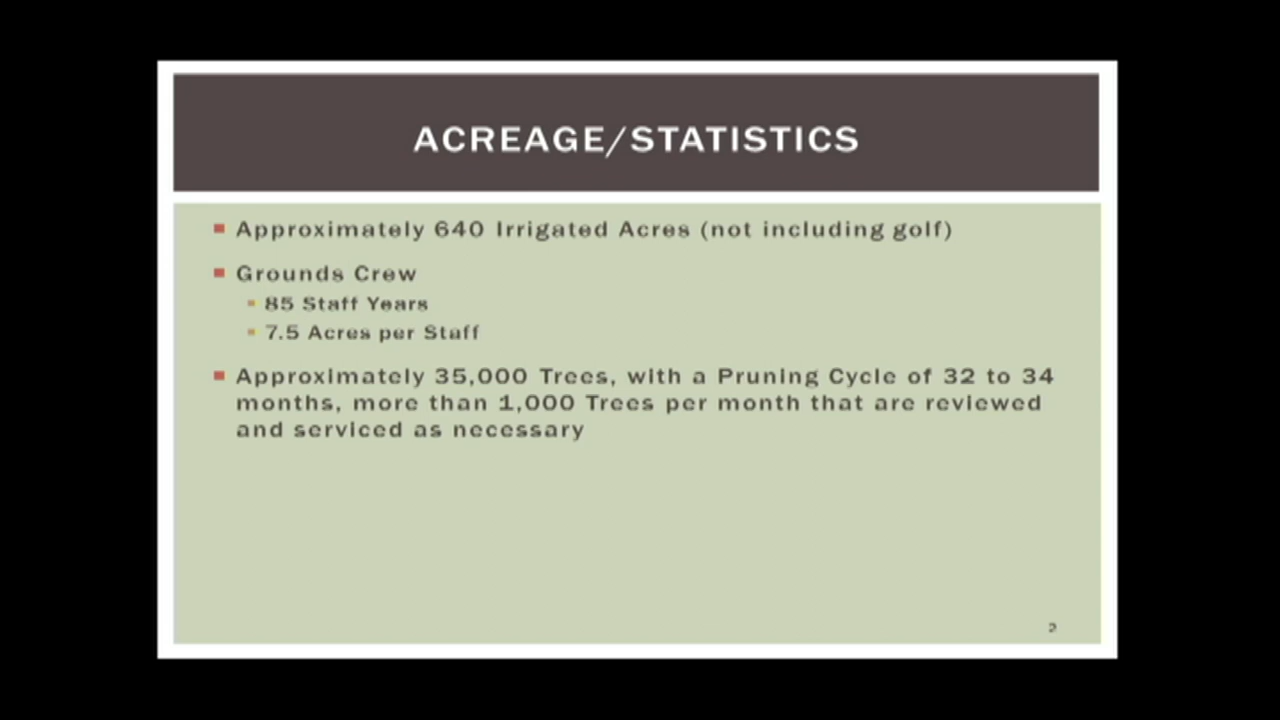 ACREAGE/STATISTICS
Approximately 640 Irrigated Acres (not including golf)
Grounds Crew
85 Staff Years
7.5 Acres per Staff
Approximately 35,000 Trees, with a Pruning Cycle of 32 to 34
months, more than 1,000 Trees per month that are reviewed
and serviced as necessary
2